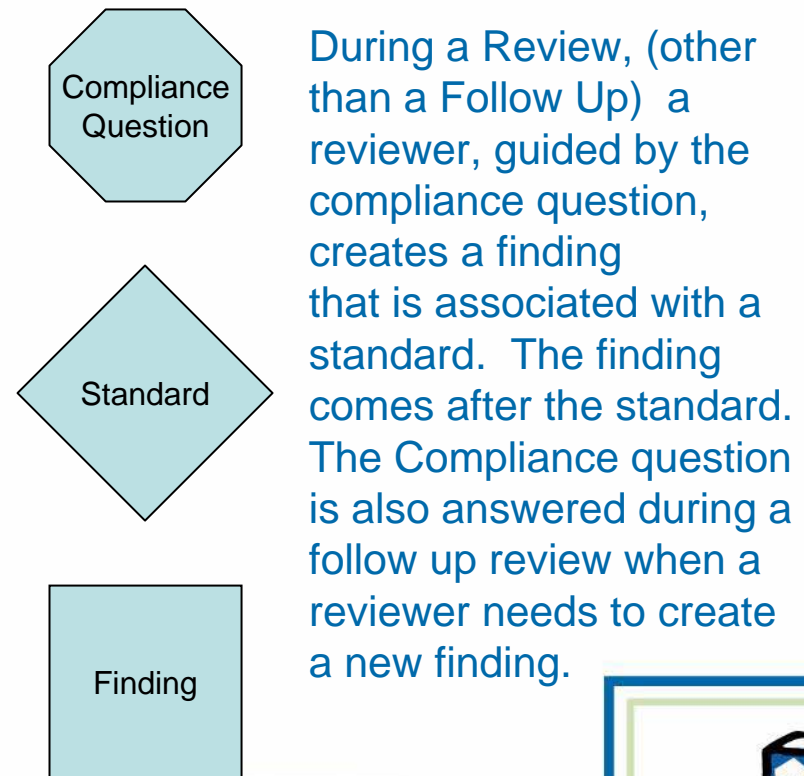 Compliance
Question
Standard
Finding
During a Review, (other
than a Follow Up) a
reviewer, guided by the
compliance question,
creates a finding
that is associated with a
standard. The finding
comes after the standard.
The Compliance question
is also answered during a
follow up review when a
reviewer needs to create
a new finding.